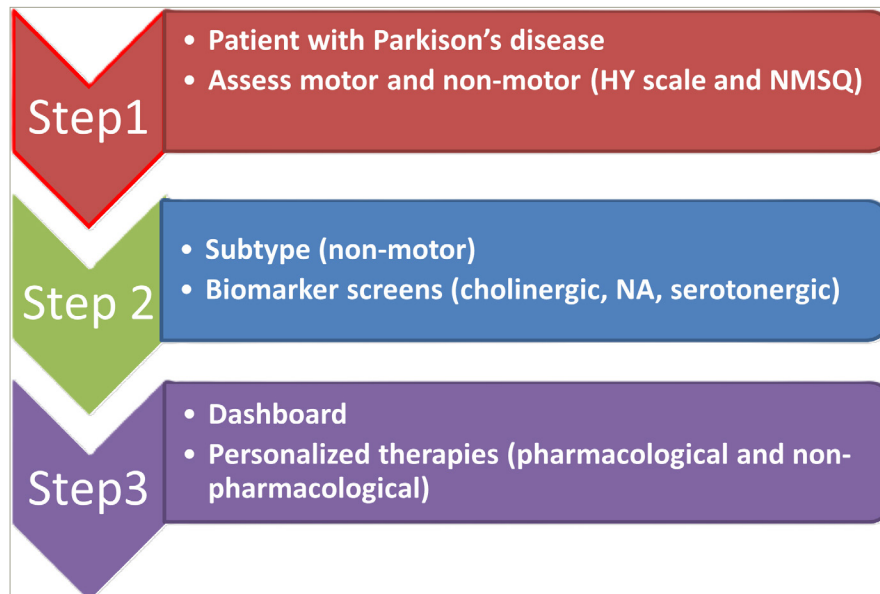 Step1
• Patient with Parkison's disease
• Assess motor and non-motor (HY scale and NMSQ)
Step 2
• Subtype (non-motor)
• Biomarker screens (cholinergic, NA, serotonergic)
Step3
• Dashboard
• Personalized therapies (pharmacological and non-
pharmacological)